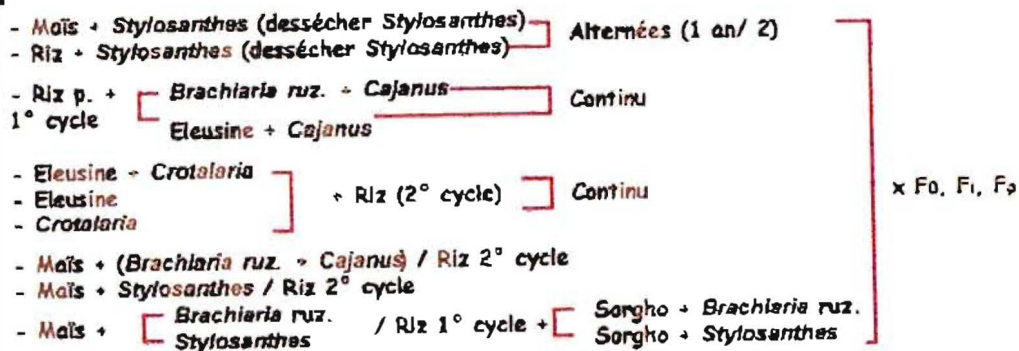 - Maïs + Stylosanthes (dessécher Stylosanthes)
- Riz + Stylosanthes (dessécher Stylosanthes)
Alternées (1 an/ 2)
- Riz p. + Brachiaria ruz. + Cajanus
1° cycle
Eleusine + Cajanus
Continu
- Eleusine + Crotalaria
- Eleusine
- Crotalaria
+ Riz (2° cycle)
Continu
- Maïs + (Brachiaria ruz. + Cajanus) / Riz 2° cycle
- Maïs + Stylosanthes / Riz 2° cycle
- Maïs + Brachiaria ruz.
Stylosanthes
/ Riz 1° cycle +
Sorgho + Brachiaria ruz.
Sorgho + Stylosanthes
x F0, F1, F2